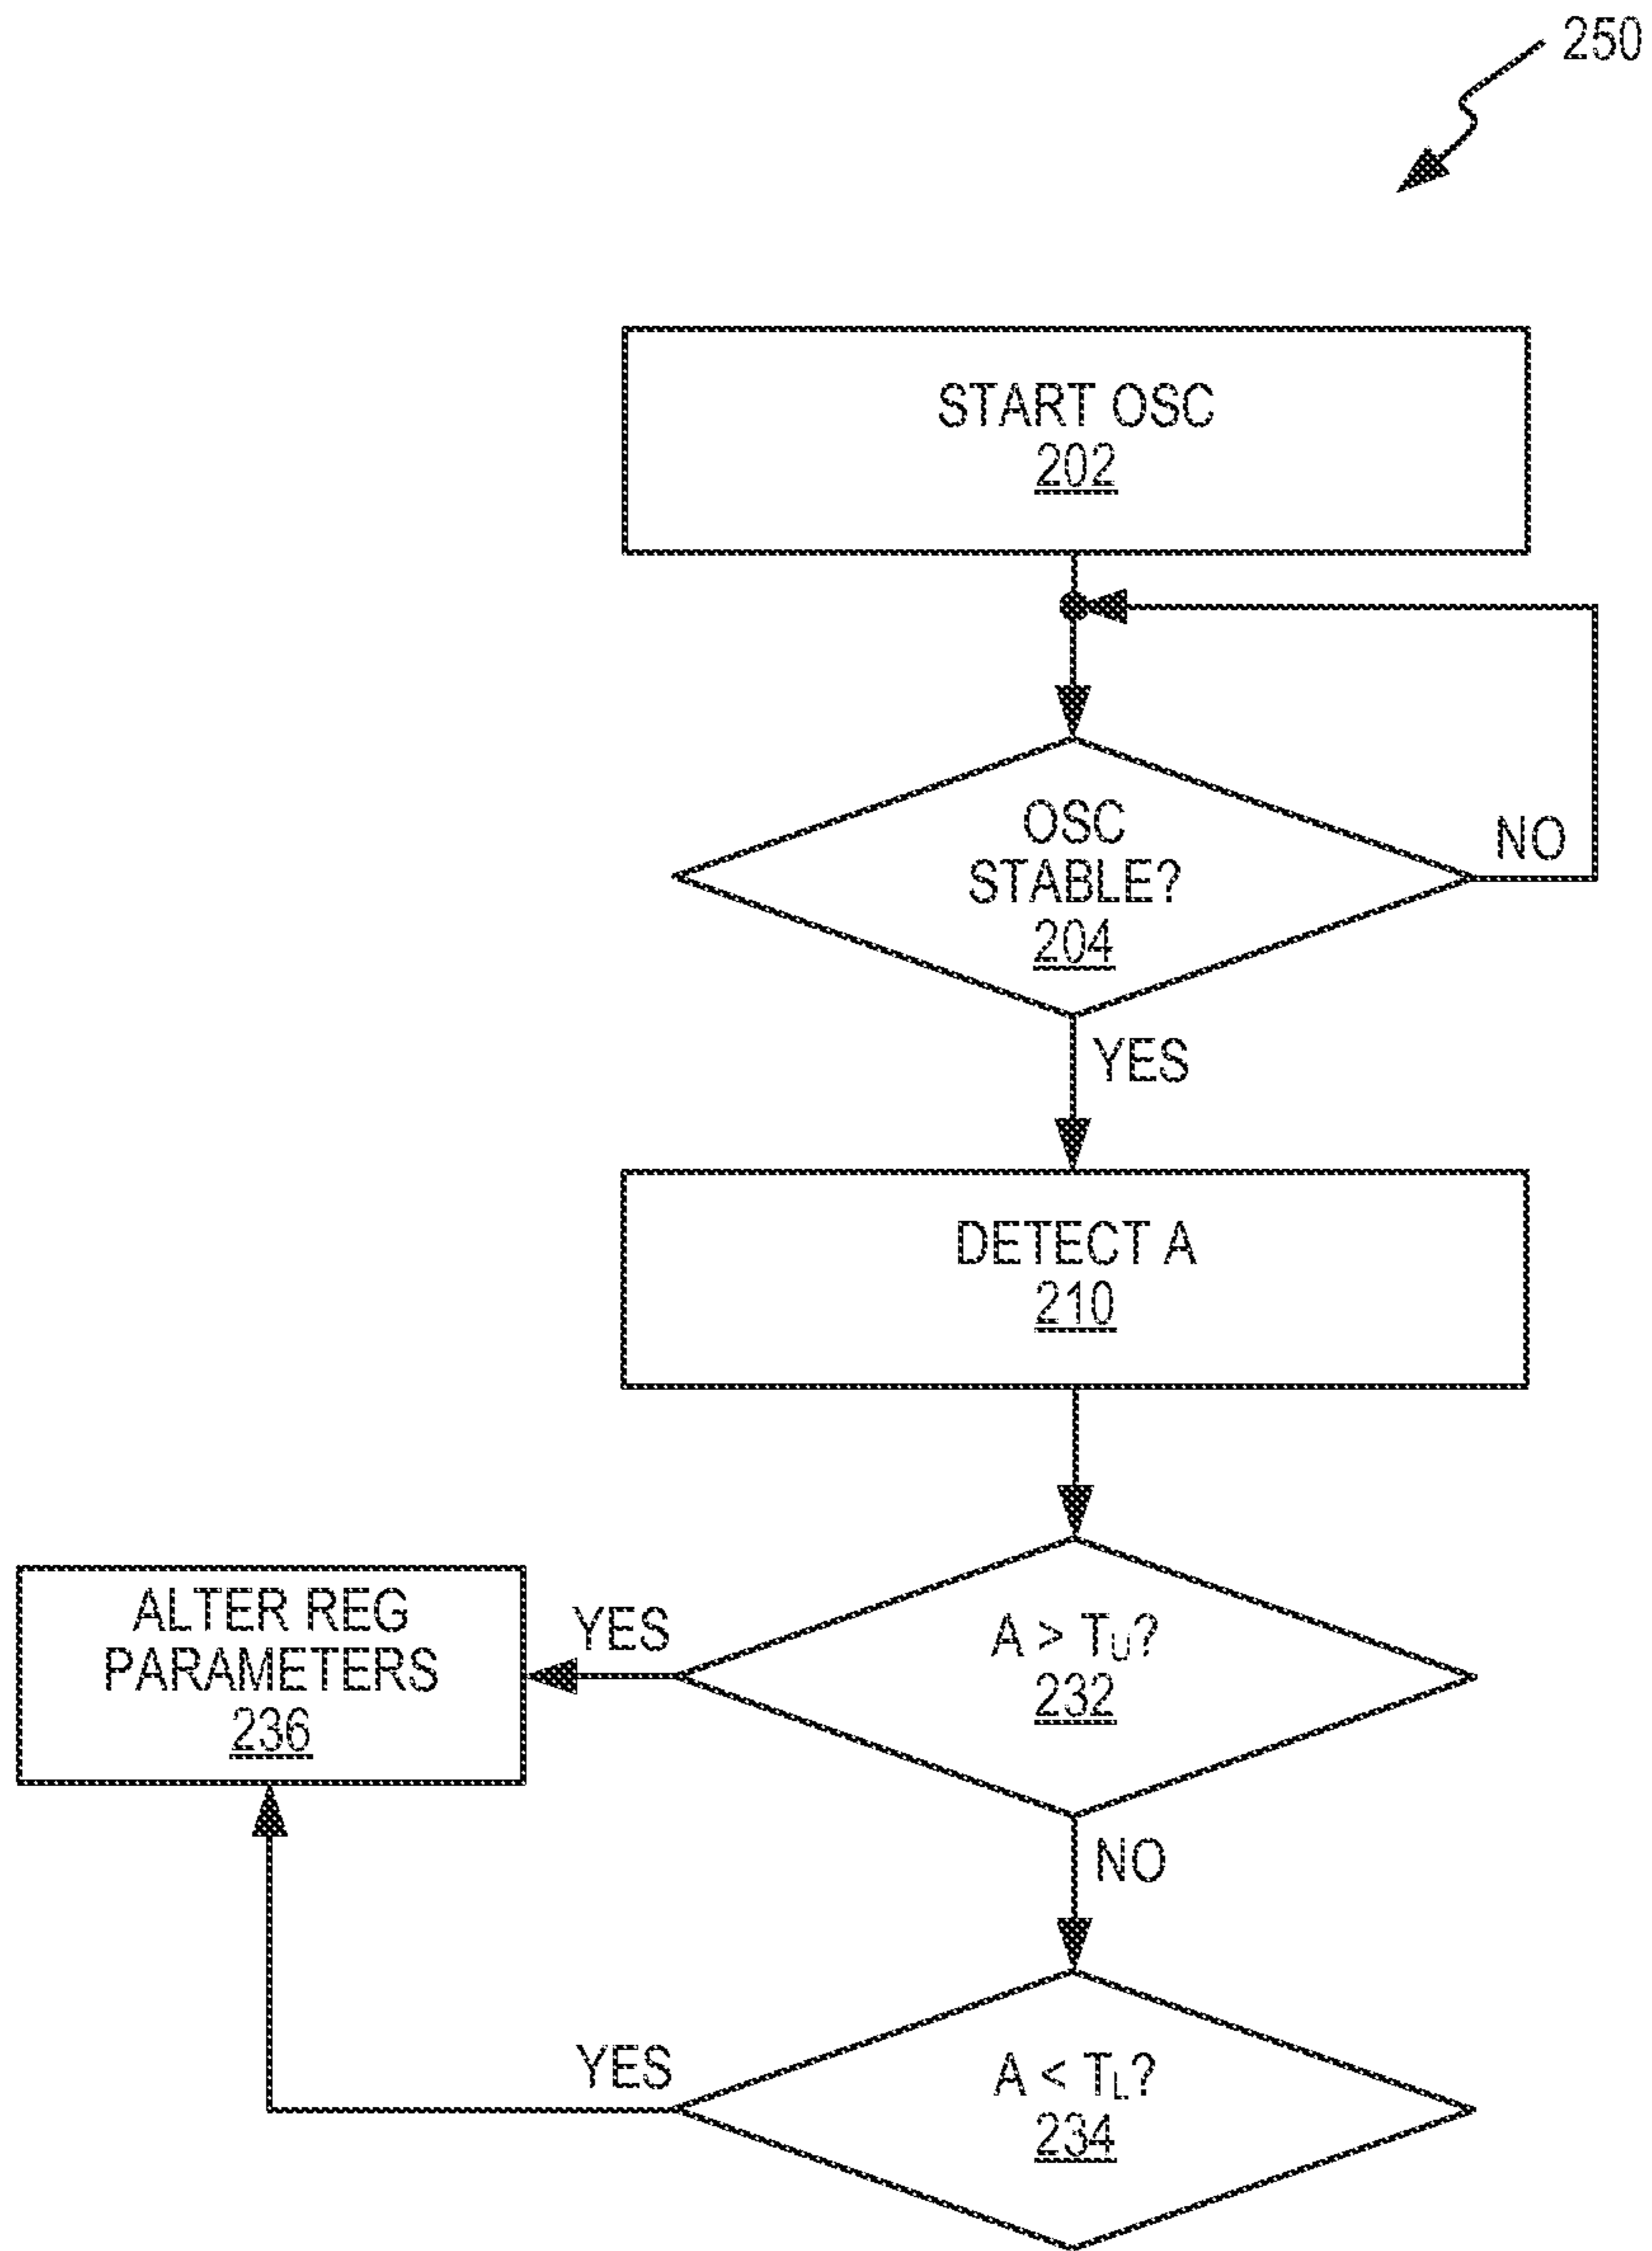 250
START OSC
202
OSC
STABLE?
204
NO
YES
DETECT A
210
ALTER REG
PARAMETERS
236
YES
A > TU?
232
NO
YES
A < TL?
234